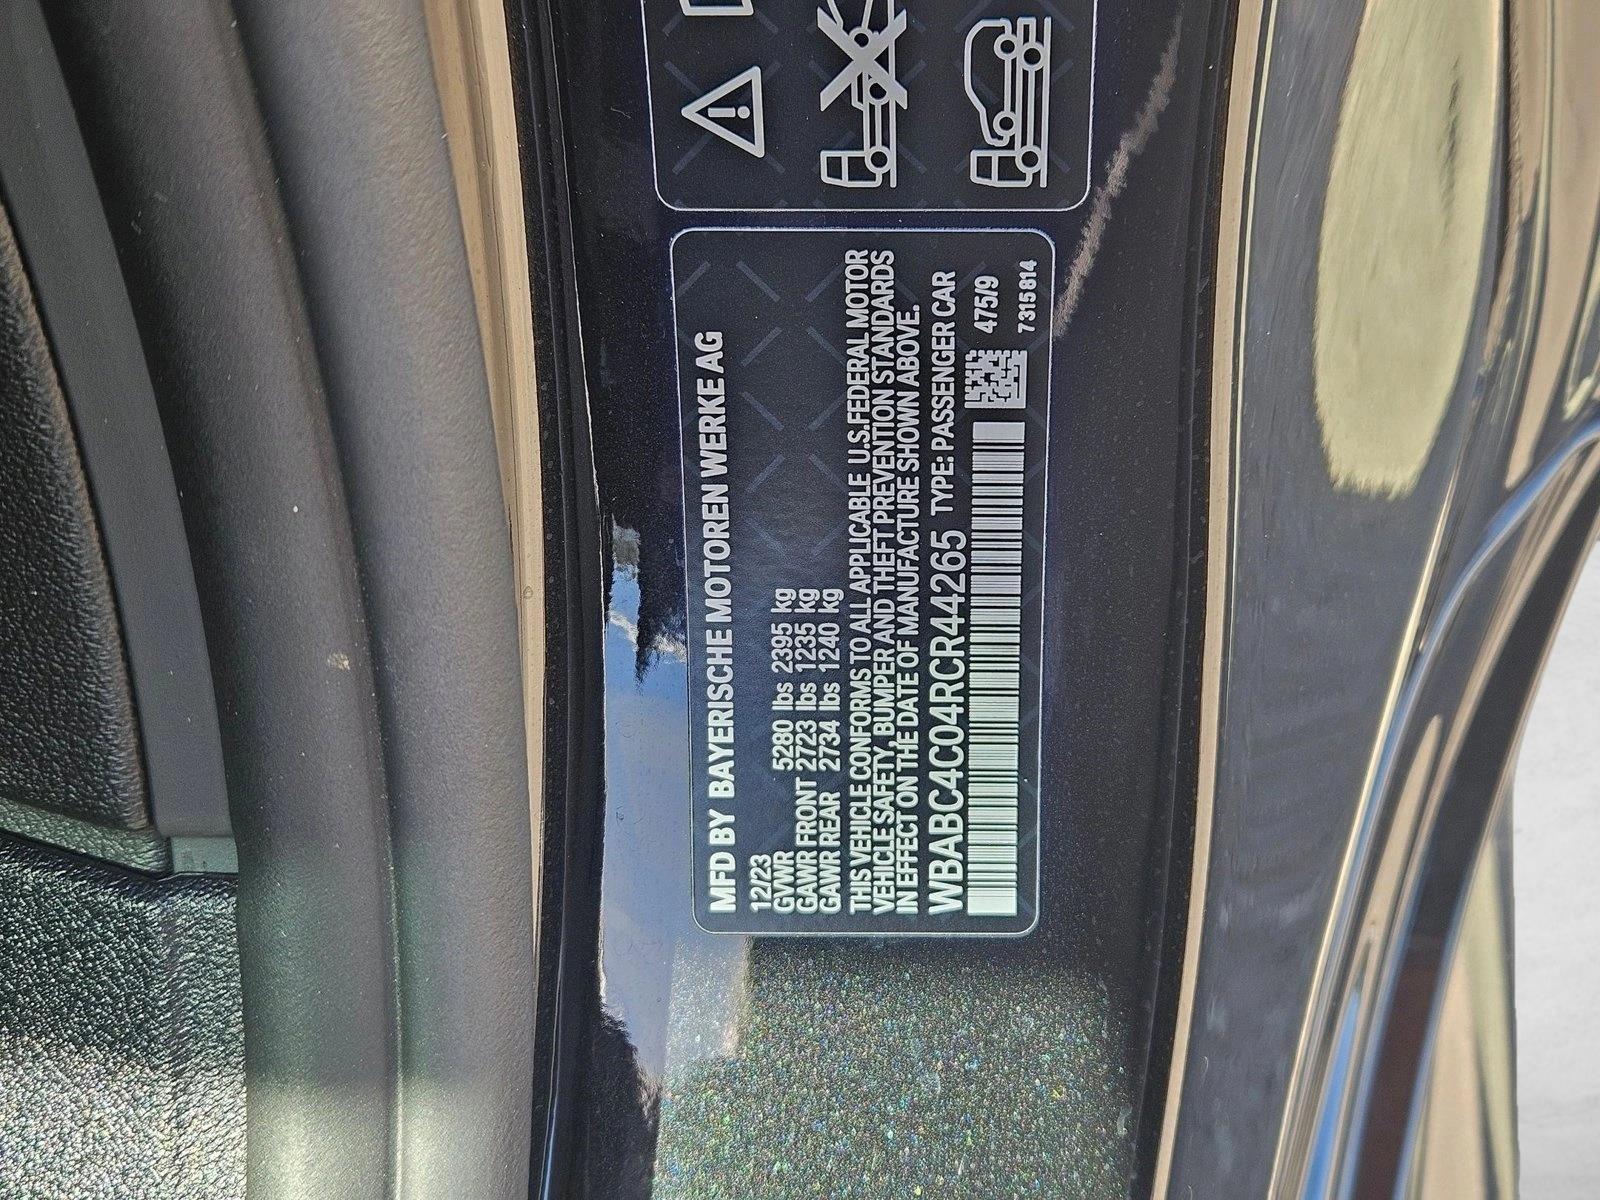 MFD BY BAYERISCHE MOTOREN WERKE AG
12/23
GVWR 5280 lbs 2395 kg
GAWR FRONT 2723 lbs 1235 kg
GAWR REAR 2734 lbs 1240 kg
THIS VEHICLE CONFORMS TO ALL APPLICABLE U.S.FEDERAL MOTOR
VEHICLE SAFETY, BUMPER AND THEFT PREVENTION STANDARDS
IN EFFECT ON THE DATE OF MANUFACTURE SHOWN ABOVE.
WBABC4C04RCR44265 TYPE: PASSENGER CAR
475/9
7315814